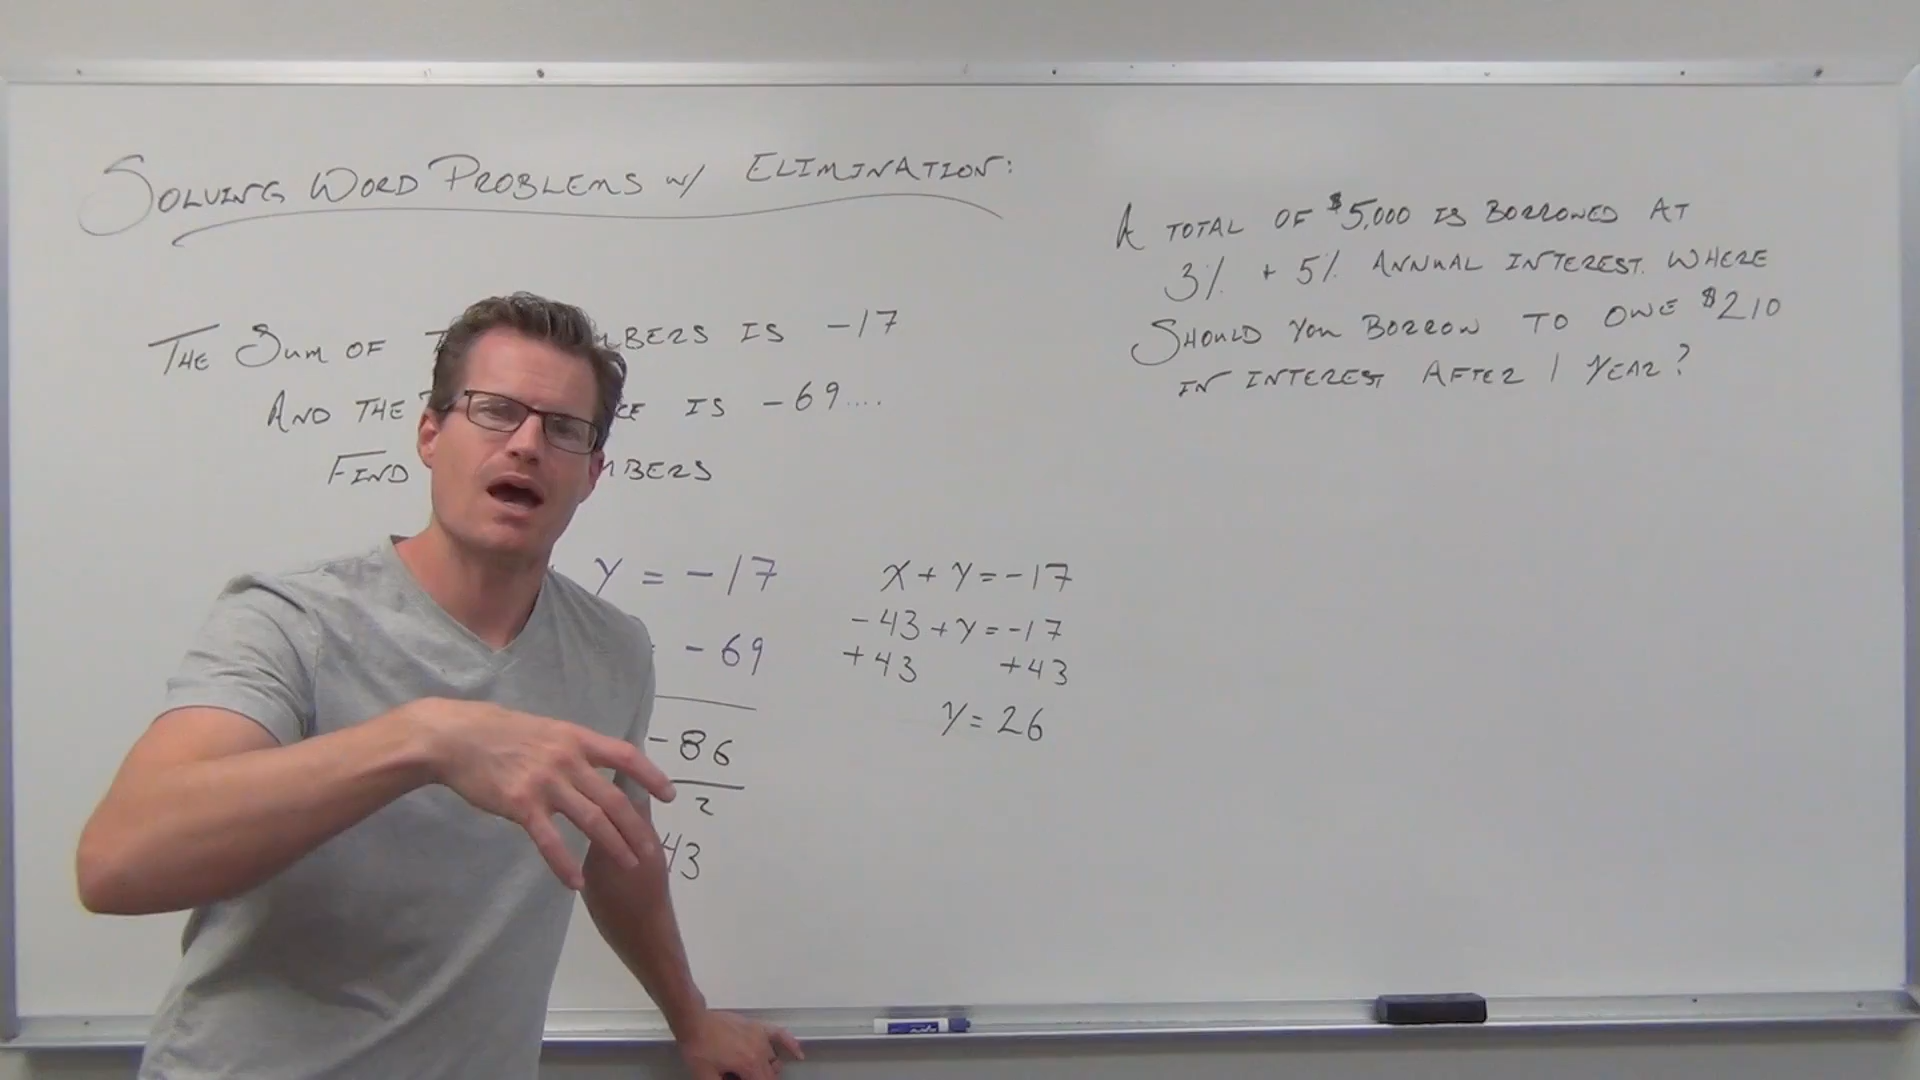 SOLVING WORD PROBLEMS W/ ELIMINATION:
THE SUM OF IS -17
AND THE IS -69....
FIND
Y = -17
-69
-86
2
43
X + Y = -17
-43 + Y = -17
+43 +43
Y = 26
A TOTAL OF $5,000 IS BORROWED AT
3% + 5% ANNUAL INTEREST. WHERE
SHOULD YOU BORROW TO OWE $210
IN INTEREST AFTER 1 YEAR?